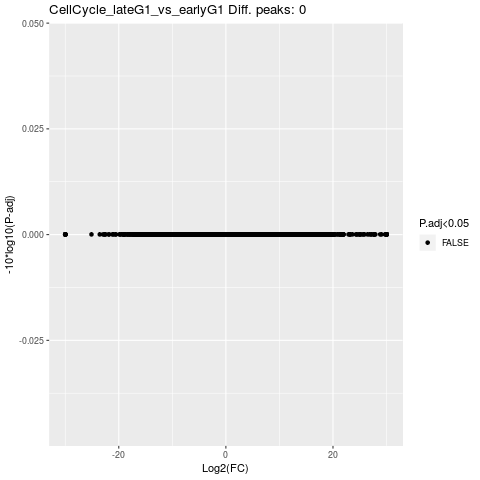 CellCycle_lateG1_vs_earlyG1 Diff. peaks: 0
0.050
0.025
0.000
-0.025
-10*log10(P-adj)
-20
0
20
Log2(FC)
P.adj<0.05
FALSE